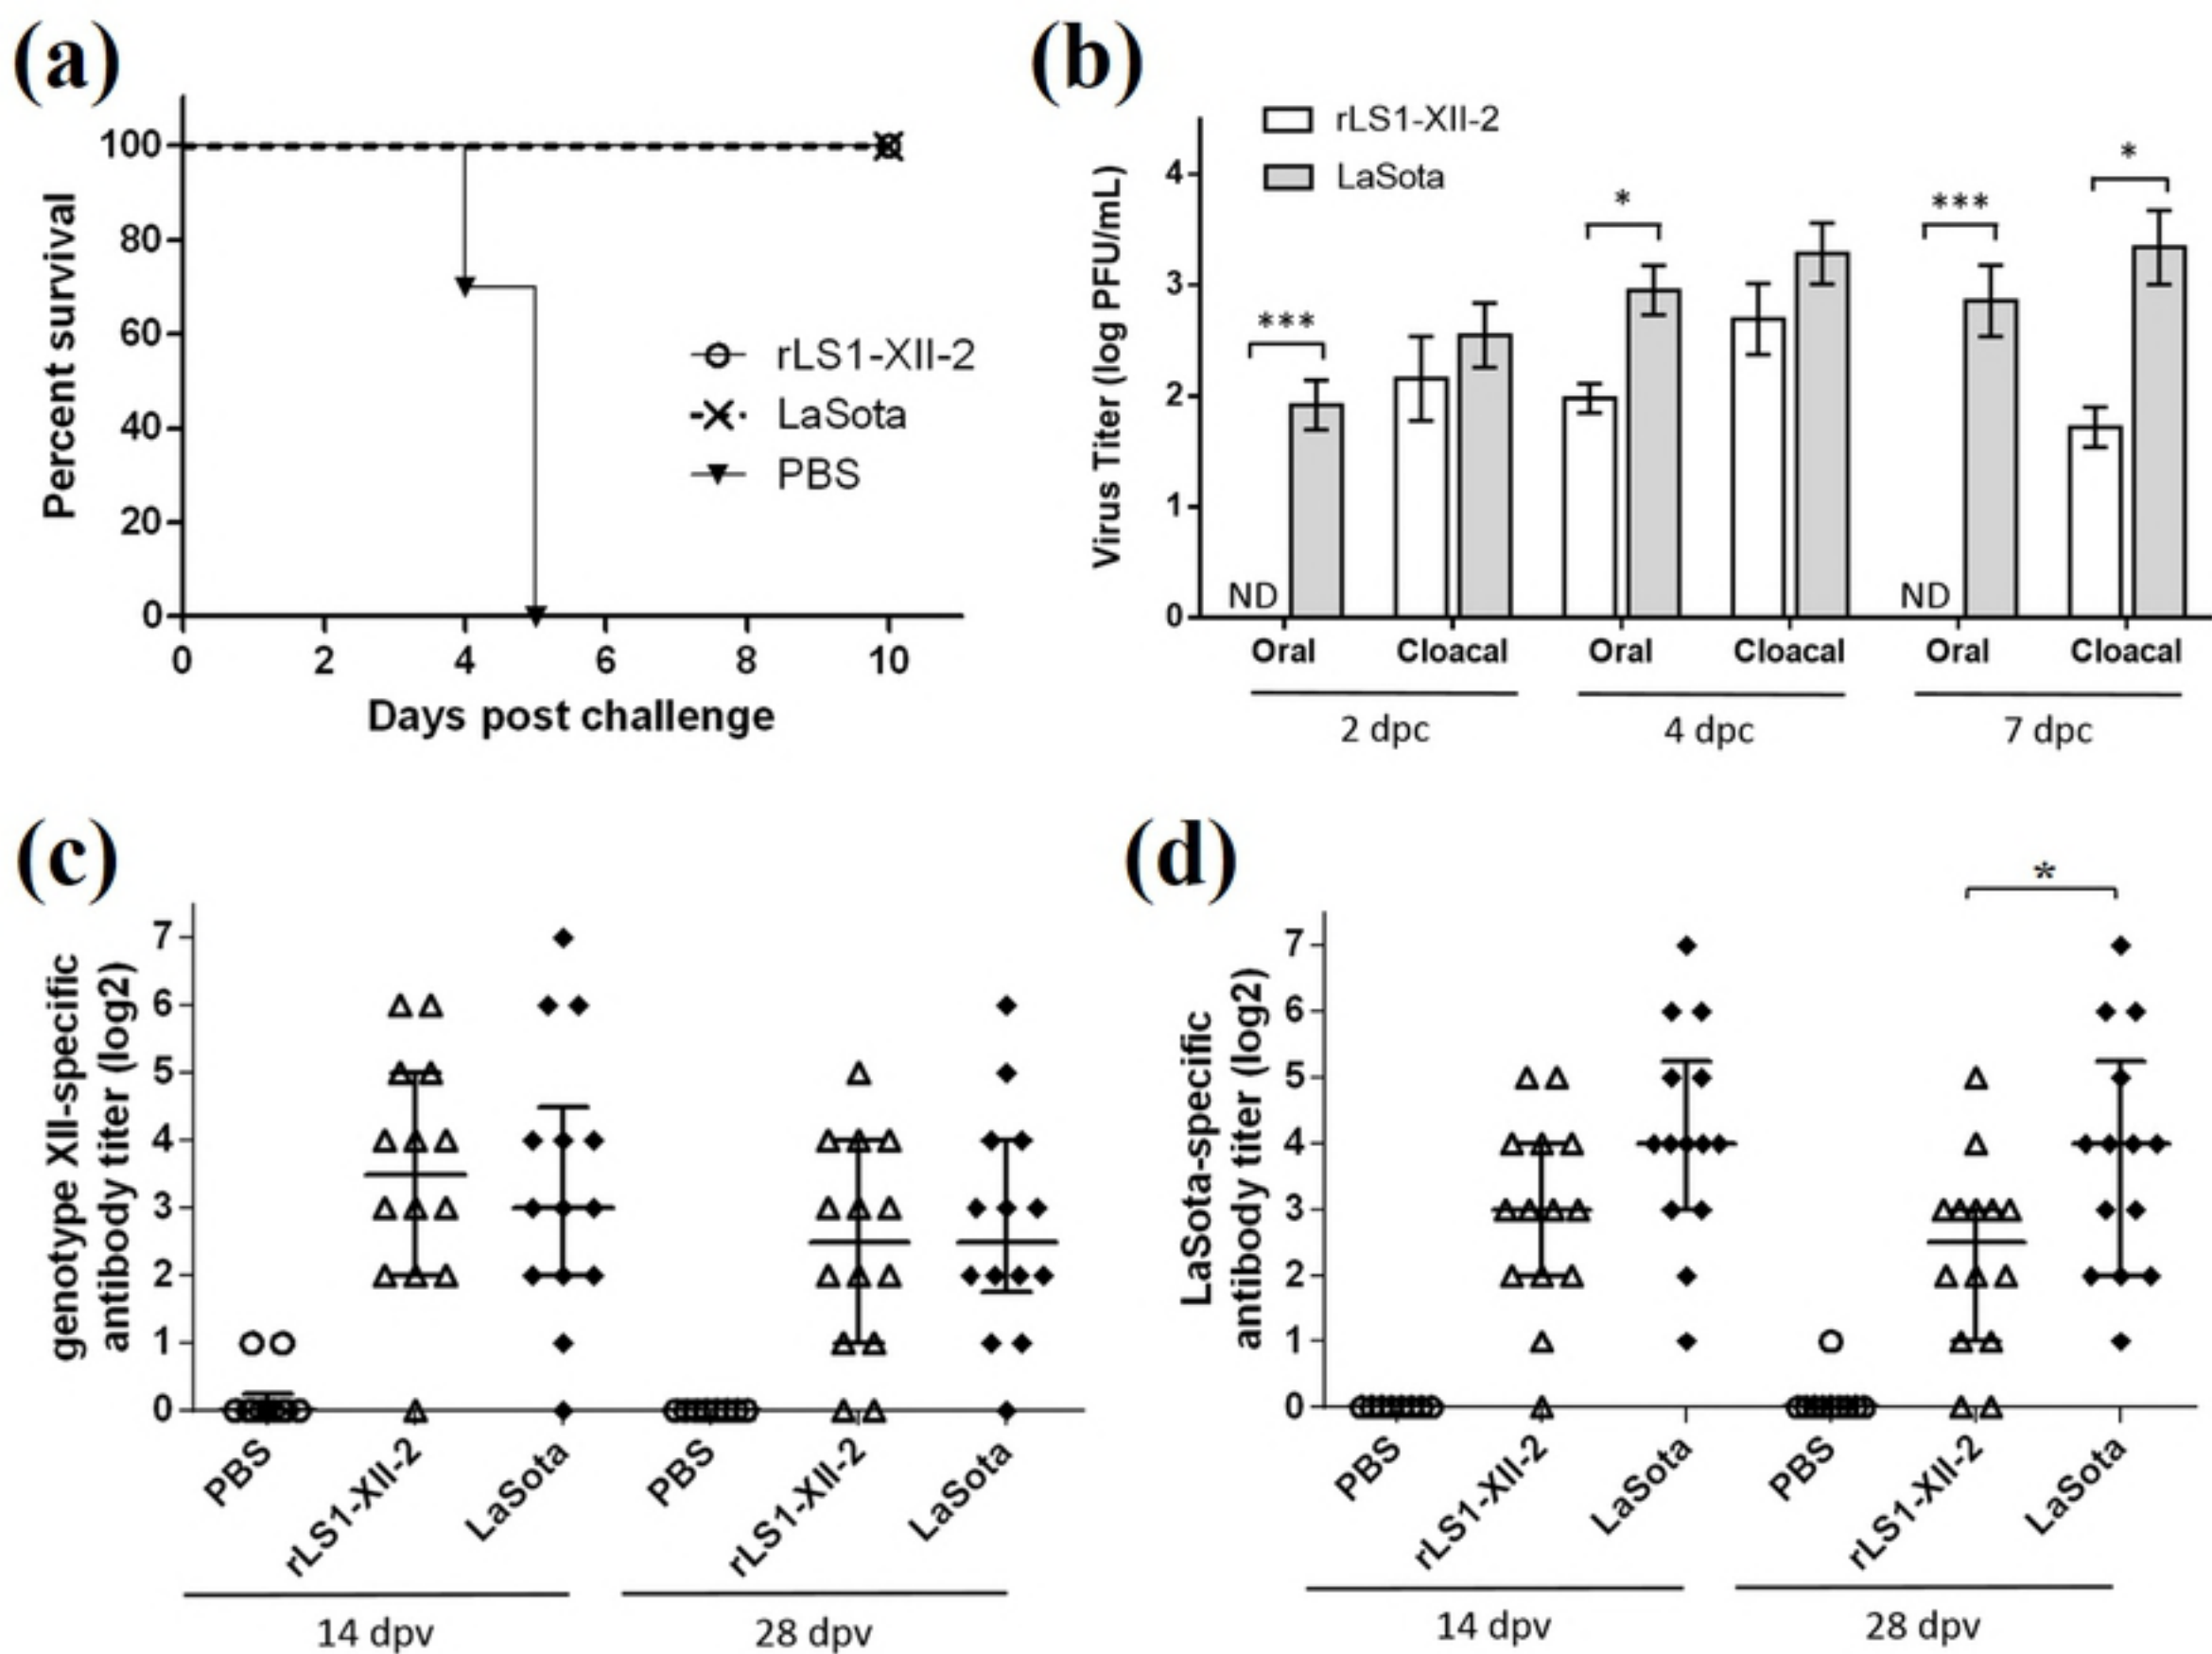 (a)
100
80
60
40
20
0
Percent survival
rLS1-XII-2
LaSota
PBS
0 2 4 6 8 10
Days post challenge
(b)
rLS1-XII-2
LaSota
Virus Titer (log PFU/mL)
4
3
2
1
0
***
*
***
*
ND
ND
Oral Cloacal Oral Cloacal Oral Cloacal
2 dpc 4 dpc 7 dpc
(c)
genotype XII-specific
antibody titer (log2)
7
6
5
4
3
2
1
0
PBS rLS1-XII-2 LaSota PBS rLS1-XII-2 LaSota
14 dpv 28 dpv
(d)
*
LaSota-specific
antibody titer (log2)
7
6
5
4
3
2
1
0
PBS rLS1-XII-2 LaSota PBS rLS1-XII-2 LaSota
14 dpv 28 dpv